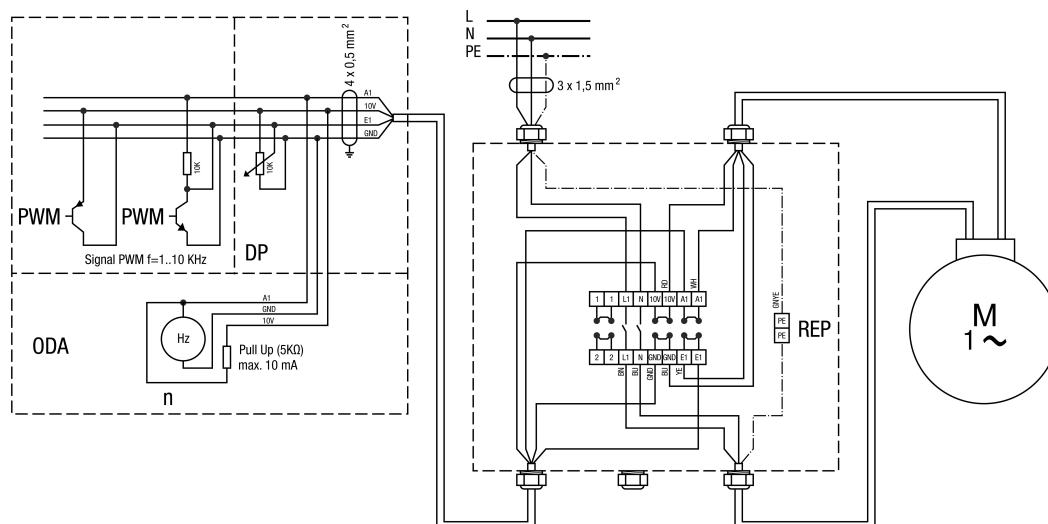 L
N
PE
3 x 1,5 mm²
4 x 0,5 mm²
A1
10V
E1
GND
10K
10K
10K
PWM
PWM
DP
Signal PWM f=1..10 KHz
A1
GND
10V
ODA
Hz
Pull Up (5KΩ)
max. 10 mA
n
RD
WH
GNYE
1 1 L1 N 10V 10V A1 A1
2 2 L1 N GND GND E1 E1
BN
BU
GND
BU
YE
PE
PE
REP
M
1~